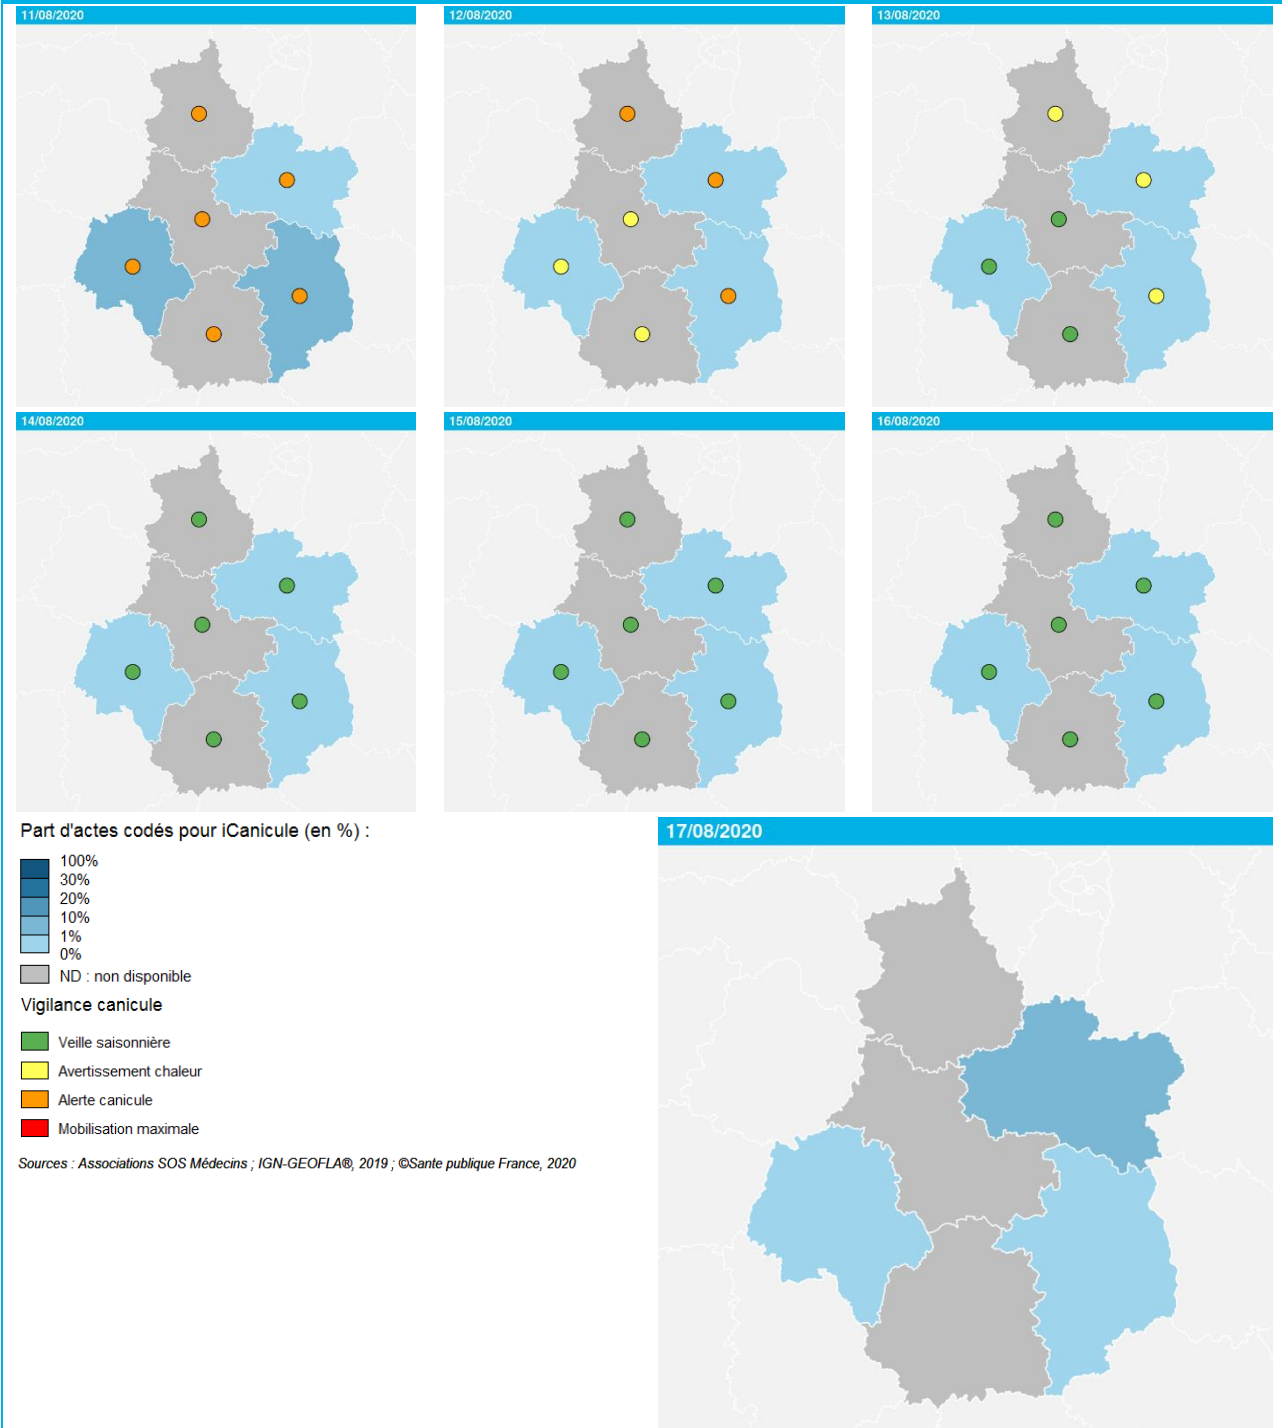 11/08/2020
12/08/2020
13/08/2020
14/08/2020
15/08/2020
16/08/2020
Part d'actes codés pour iCanicule (en %) :
100%
30%
20%
10%
1%
0%
ND : non disponible
Vigilance canicule
Veille saisonnière
Avertissement chaleur
Alerte canicule
Mobilisation maximale
Sources : Associations SOS Médecins ; IGN-GEOFLA®, 2019 ; ©Sante publique France, 2020
17/08/2020